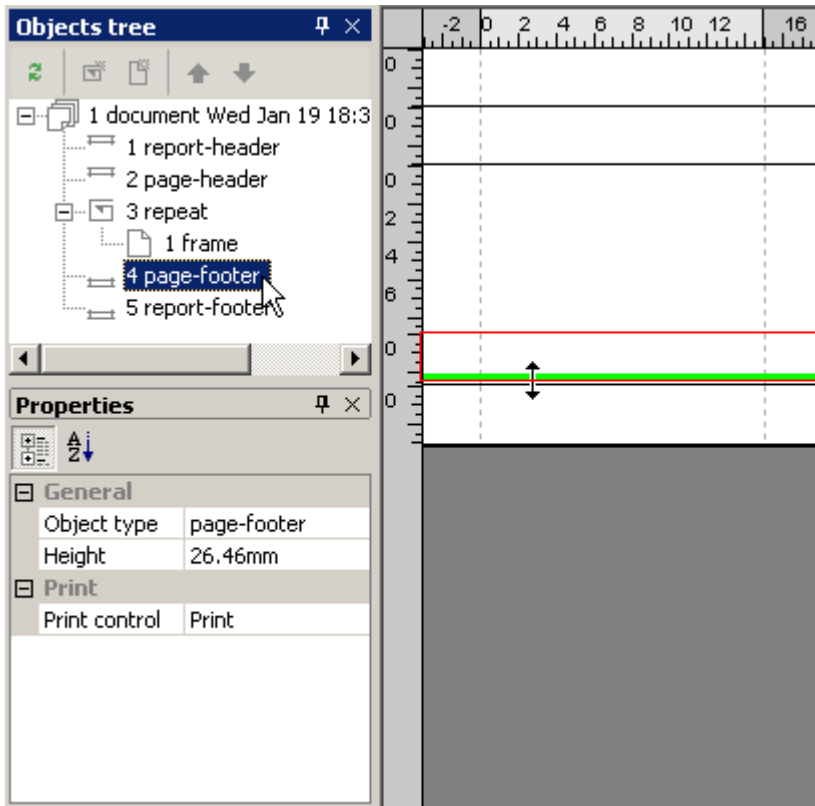 Objects tree
1 document Wed Jan 19 18:3
1 report-header
2 page-header
3 repeat
1 frame
4 page-footer
5 report-footer
Properties
A
Z
General
Object type page-footer
Height 26.46mm
Print
Print control Print
-2 0 2 4 6 8 10 12 16
0
0
0
2
4
6
0
0